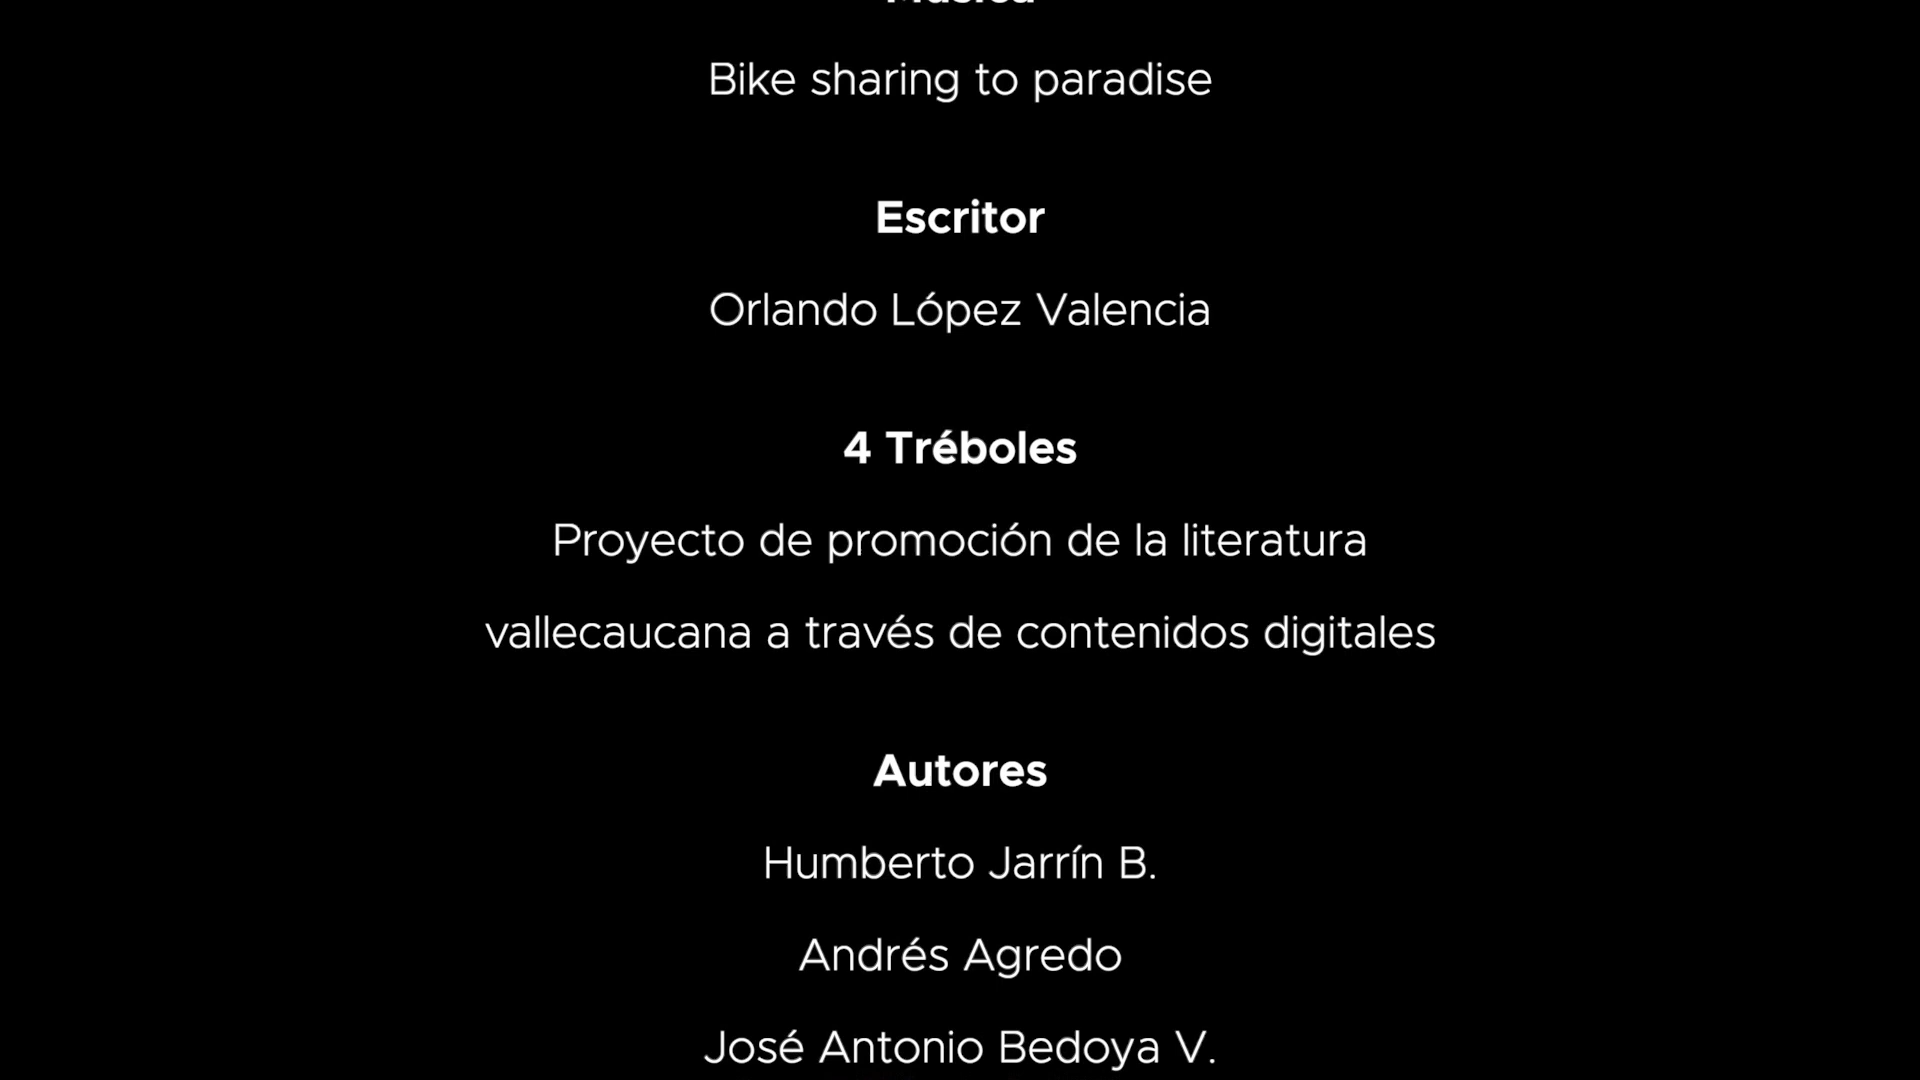 Música
Bike sharing to paradise
Escritor
Orlando López Valencia
4 Tréboles
Proyecto de promoción de la literatura
vallecaucana a través de contenidos digitales
Autores
Humberto Jarrín B.
Andrés Agredo
José Antonio Bedoya V.